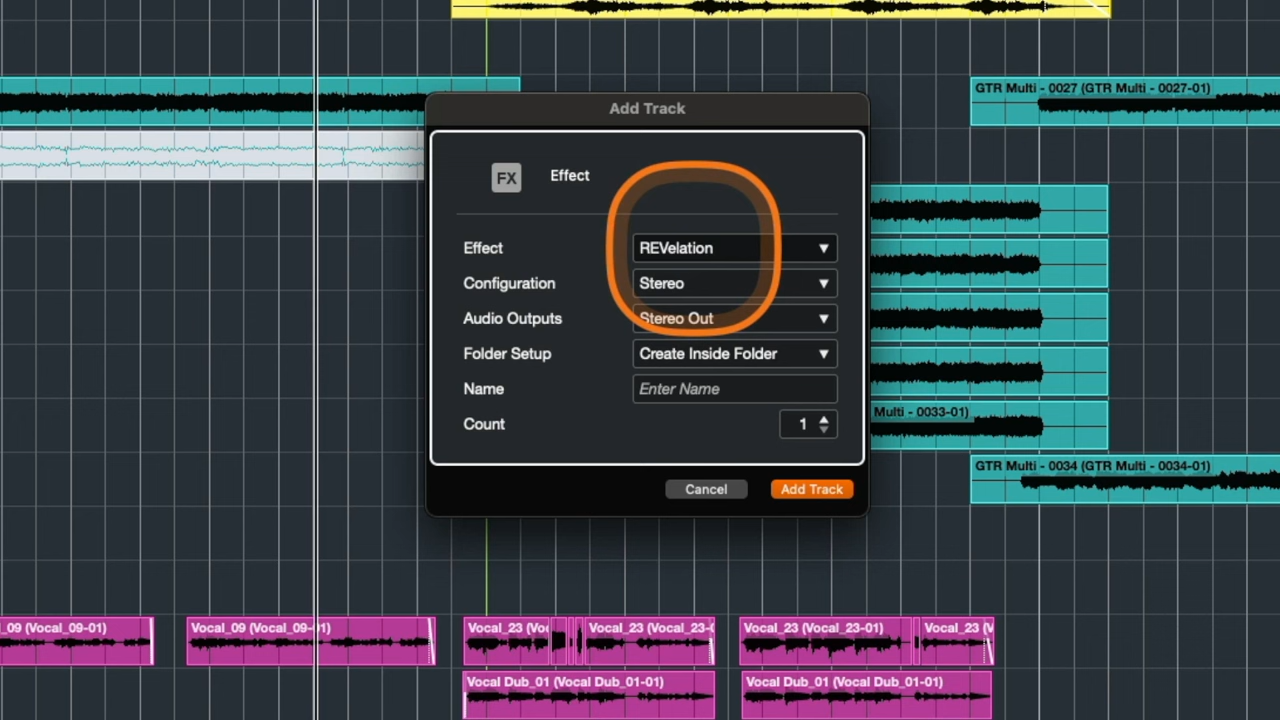 GTR Multi - 0027 (GTR Multi - 0027-01)
Add Track
FX
Effect
Effect
REVelation
Configuration
Stereo
Audio Outputs
Stereo Out
Folder Setup
Create Inside Folder
Name
Enter Name
Count
1
Multi - 0033-01)
GTR Multi - 0034 (GTR Multi - 0034-01)
Cancel
Add Track
_09 (Vocal_09-01)
Vocal_09 (Vocal_09-01)
Vocal_23 (Vo
Vocal_23 (Vocal_23-
Vocal_23 (Vocal_23-01)
Vocal_23 (V
Vocal Dub_01 (Vocal Dub_01-01)
Vocal Dub_01 (Vocal Dub_01-01)